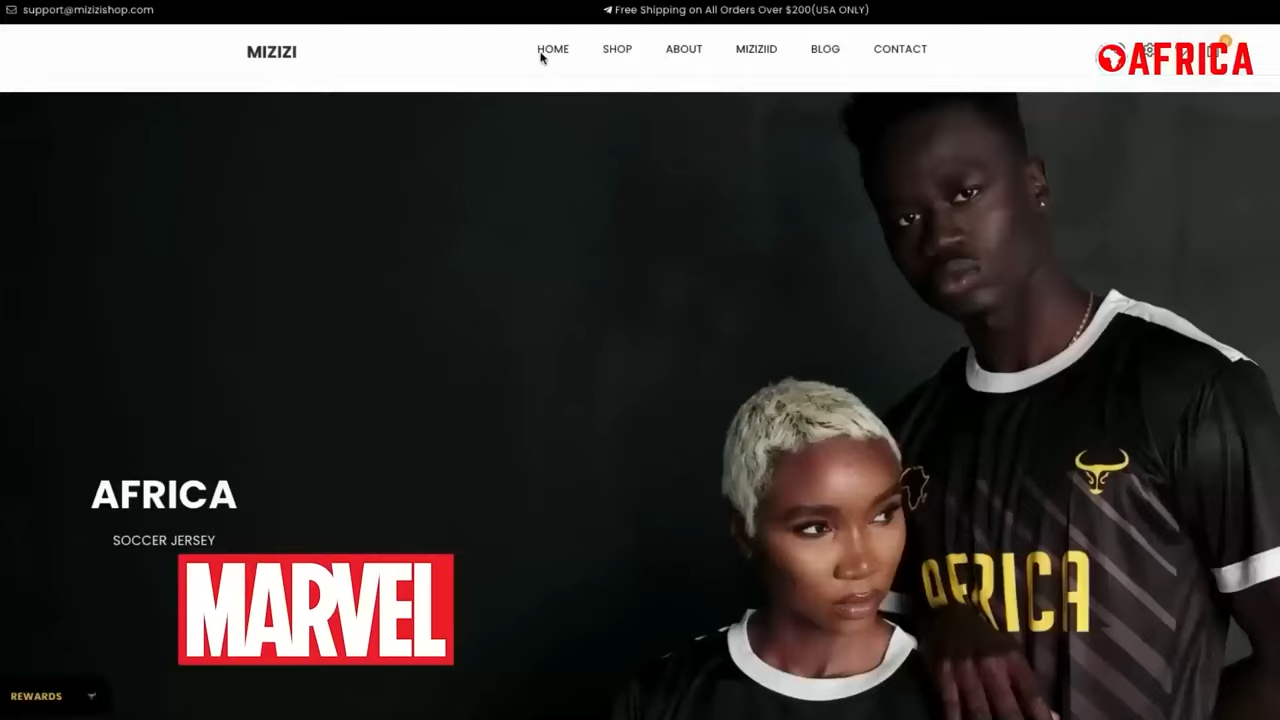 support@mizizishop.com
Free Shipping on All Orders Over $200(USA ONLY)
MIZIZI
HOME
SHOP
ABOUT
MIZIZIID
BLOG
CONTACT
AFRICA
AFRICA
SOCCER JERSEY
MARVEL
AFRICA
REWARDS